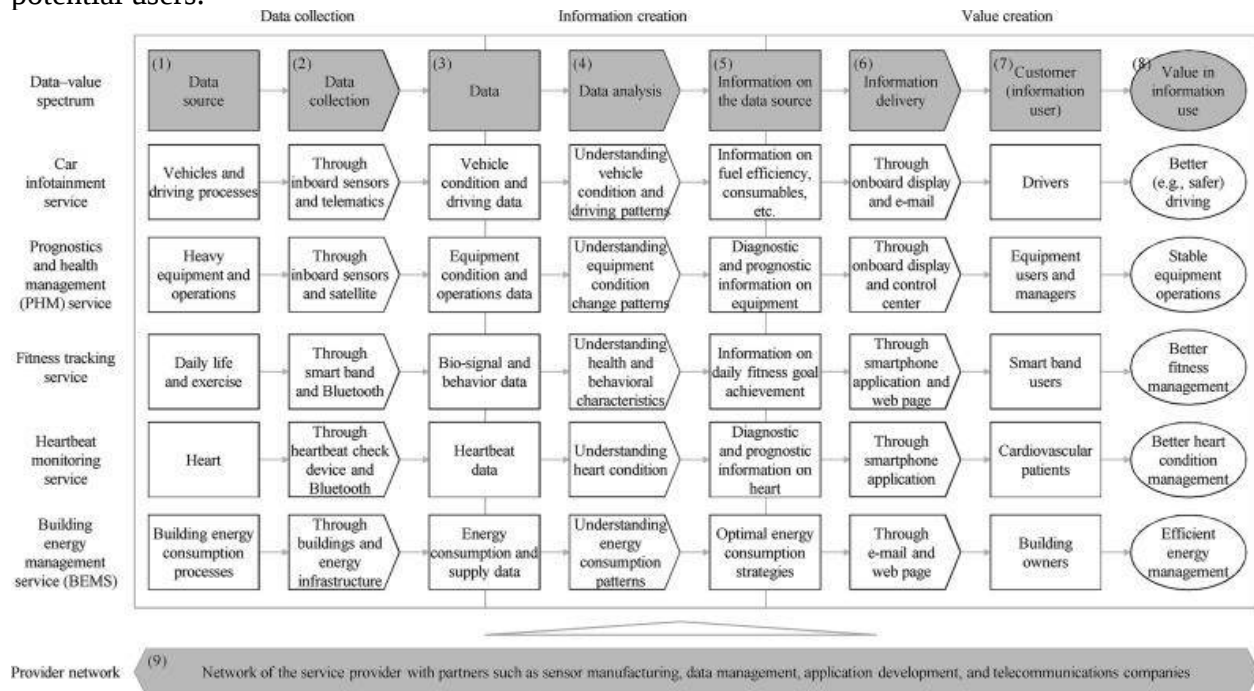 potential users.
Data collection
Information creation
Value creation
Data–value
spectrum
(1)
Data
source
(2)
Data
collection
(3)
Data
(4)
Data analysis
(5)
Information on
the data source
(6)
Information
delivery
(7)
Customer
(information
user)
(8)
Value in
information
use
Car
infotainment
service
Vehicles and
driving processes
Through
inboard sensors
and telematics
Vehicle
condition and
driving data
Understanding
vehicle
condition and
driving patterns
Information on
fuel efficiency,
consumables,
etc.
Through
onboard display
and e-mail
Drivers
Better
(e.g., safer)
driving
Prognostics
and health
management
(PHM) service
Heavy
equipment and
operations
Through
inboard sensors
and satellite
Equipment
condition and
operations data
Understanding
equipment
condition
change patterns
Diagnostic
and prognostic
information on
equipment
Through
onboard display
and control
center
Equipment
users and
managers
Stable
equipment
operations
Fitness tracking
service
Daily life
and exercise
Through
smart band
and Bluetooth
Bio-signal and
behavior data
Understanding
health and
behavioral
characteristics
Information on
daily fitness goal
achievement
Through
smartphone
application and
web page
Smart band
users
Better
fitness
management
Heartbeat
monitoring
service
Heart
Through
heartbeat check
device and
Bluetooth
Heartbeat
data
Understanding
heart condition
Diagnostic
and prognostic
information on
heart
Through
smartphone
application
Cardiovascular
patients
Better heart
condition
management
Building
energy
management
service (BEMS)
Building energy
consumption
processes
Through
buildings and
energy
infrastructure
Energy
consumption and
supply data
Understanding
energy
consumption
patterns
Optimal energy
consumption
strategies
Through
e-mail and
web page
Building
owners
Efficient
energy
management
Provider network
(9)
Network of the service provider with partners such as sensor manufacturing, data management, application development, and telecommunications companies